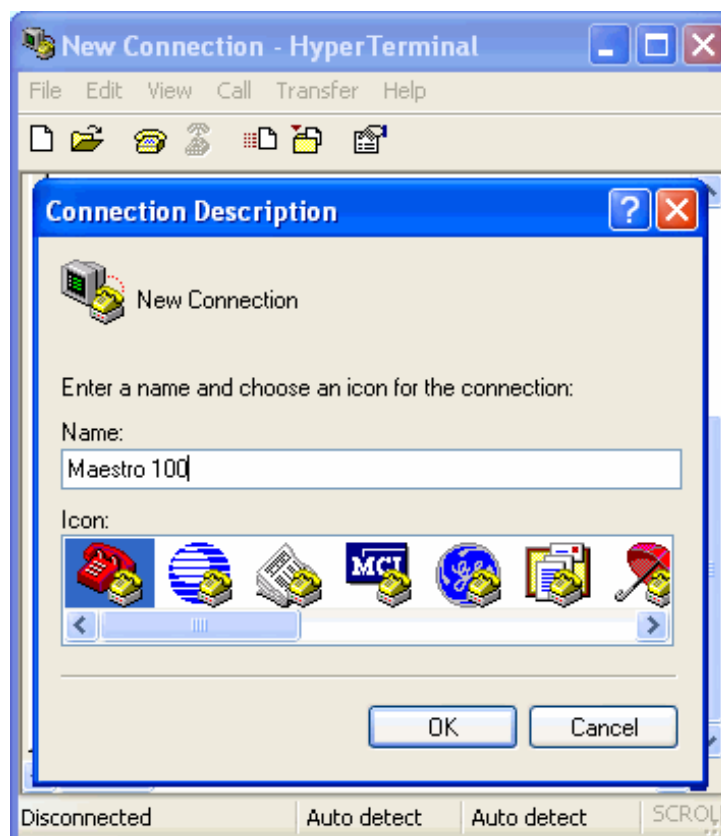 New Connection - HyperTerminal
File Edit View Call Transfer Help
Connection Description
New Connection
Enter a name and choose an icon for the connection:
Name:
Maestro 100
Icon:
MCI
OK Cancel
Disconnected Auto detect Auto detect